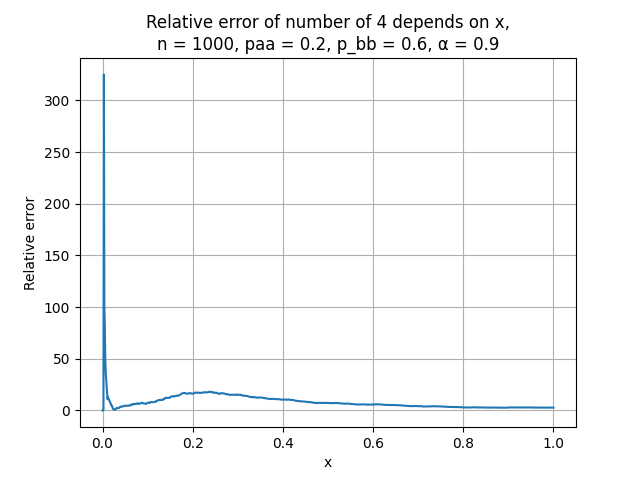 Relative error of number of 4 depends on x,
n = 1000, paa = 0.2, p_bb = 0.6, α = 0.9
300
250
200
150
100
50
0
Relative error
0.0 0.2 0.4 0.6 0.8 1.0
x